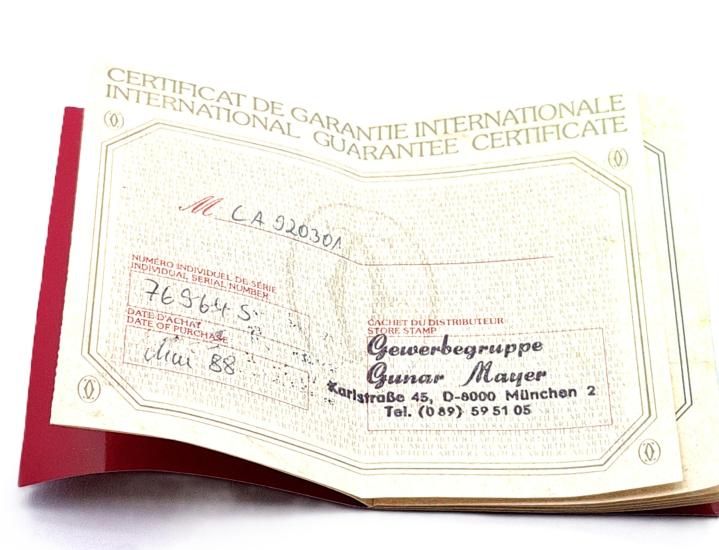 CERTIFICAT DE GARANTIE INTERNATIONALE
INTERNATIONAL GUARANTEE CERTIFICATE
M CA 920301
NUMÉRO INDIVIDUEL DE SÉRIE
INDIVIDUAL SERIAL NUMBER
769645
DATE D'ACHAT
DATE OF PURCHASE
88
CACHET DU DISTRIBUTEUR
STORE STAMP
Gewerbegruppe
Gunar Mayer
Karlstraße 45, D-8000 München 2
Tel. (089) 59 51 05